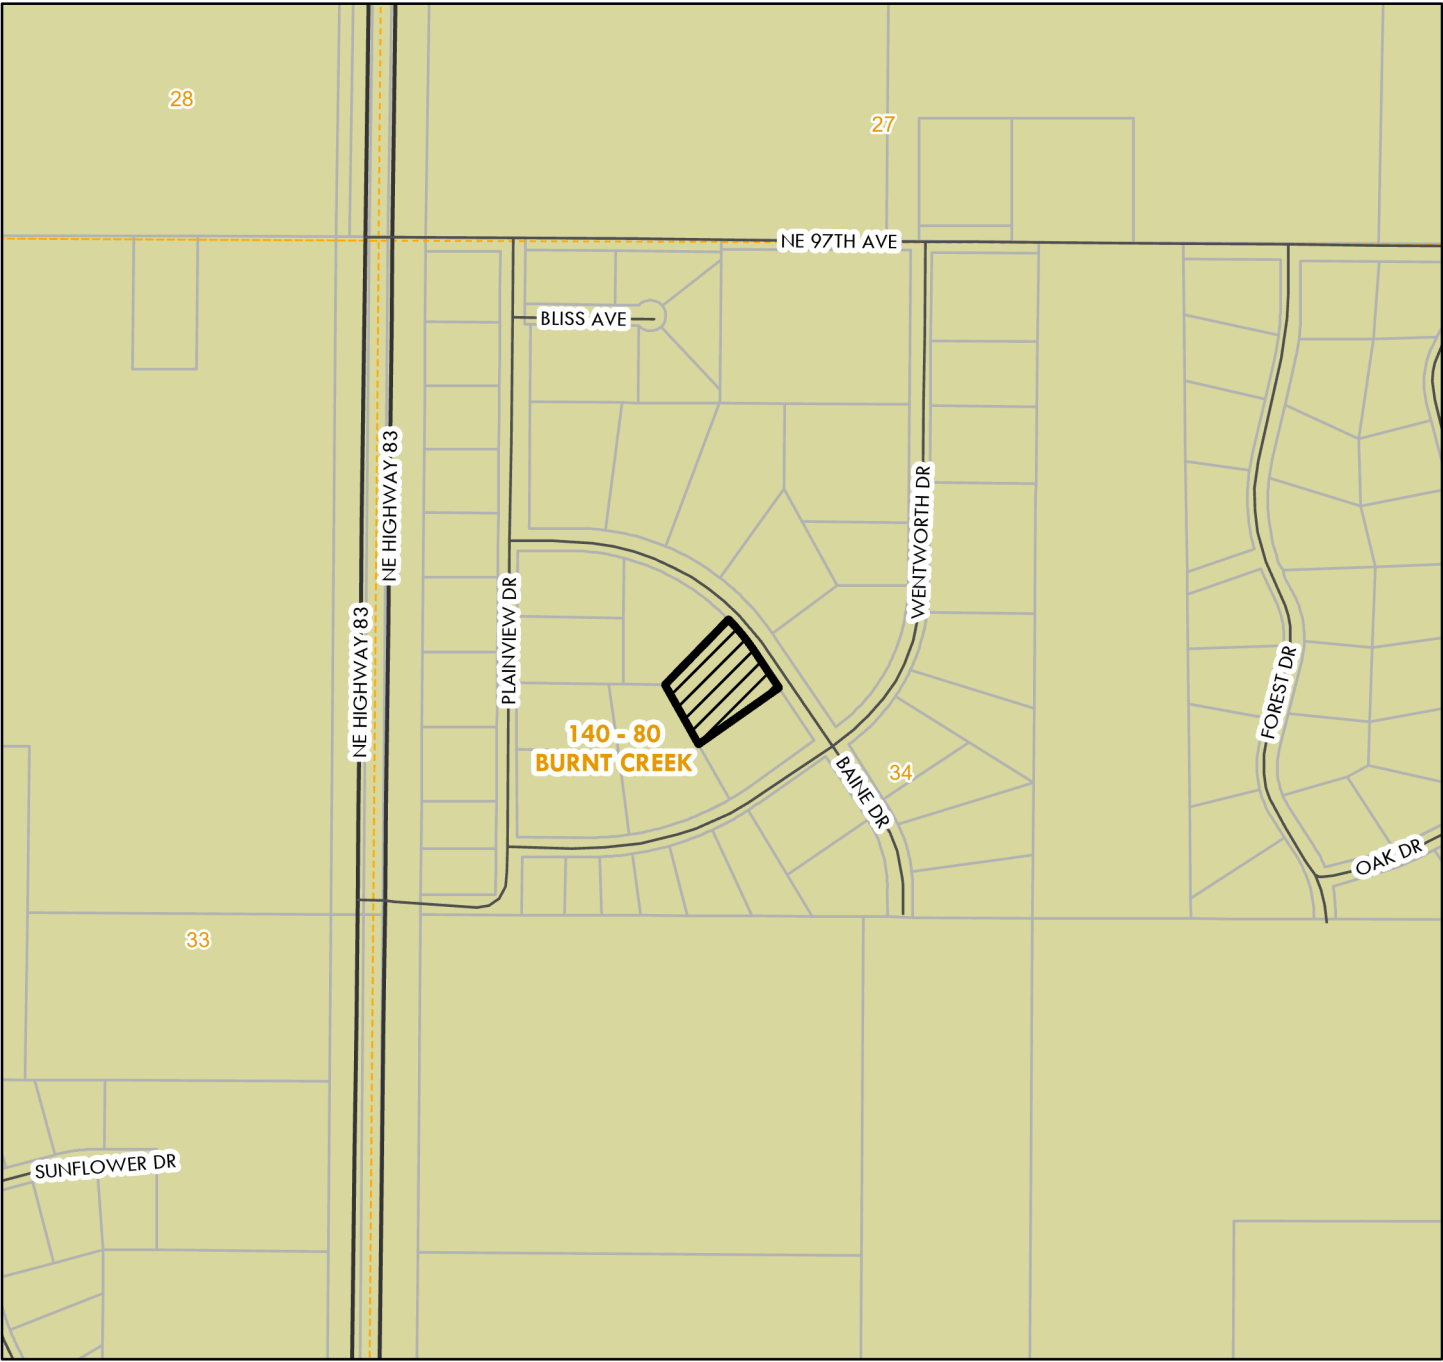 28
27
NE 97TH AVE
BLISS AVE
NE HIGHWAY 83
WENTWORTH DR
PLAINVIEW DR
NE HIGHWAY 83
FOREST DR
140 - 80
BURNT CREEK
34
BAINE DR
OAK DR
33
SUNFLOWER DR